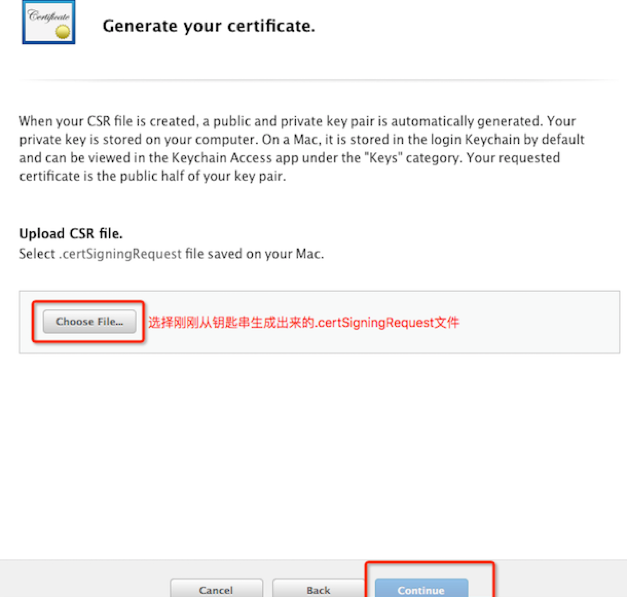 Certificate
Generate your certificate.
When your CSR file is created, a public and private key pair is automatically generated. Your
private key is stored on your computer. On a Mac, it is stored in the login Keychain by default
and can be viewed in the Keychain Access app under the "Keys" category. Your requested
certificate is the public half of your key pair.
Upload CSR file.
Select .certSigningRequest file saved on your Mac.
Choose File... 选择刚刚从钥匙串生成出来的.certSigningRequest文件
Cancel Back Continue